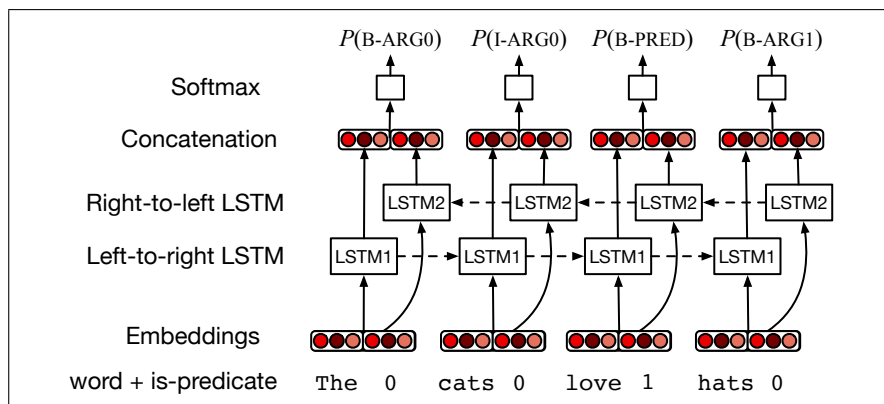 P(B-ARG0) P(I-ARG0) P(B-PRED) P(B-ARG1)
Softmax
Concatenation
Right-to-left LSTM LSTM2 LSTM2 LSTM2 LSTM2
Left-to-right LSTM LSTM1 LSTM1 LSTM1 LSTM1
Embeddings
word + is-predicate The 0 cats 0 love 1 hats 0